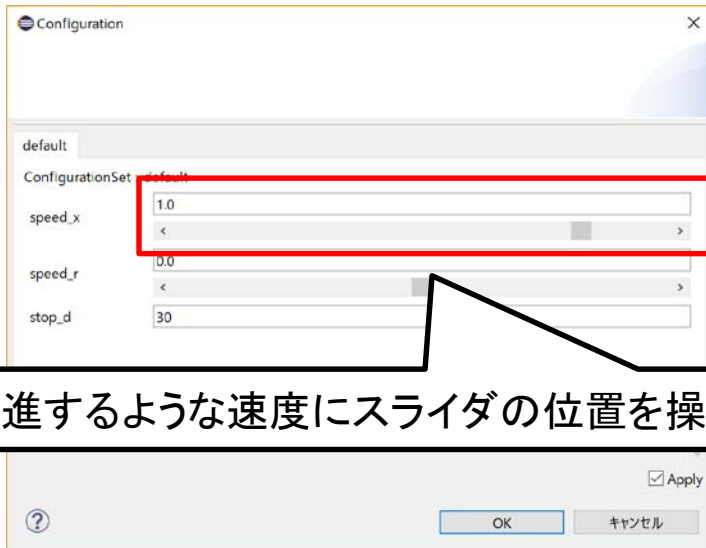 Configuration
default
ConfigurationSet : default
speed_x
1.0
speed_r
0.0
stop_d
30
進するような速度にスライダの位置を操
Apply
OK
キャンセル